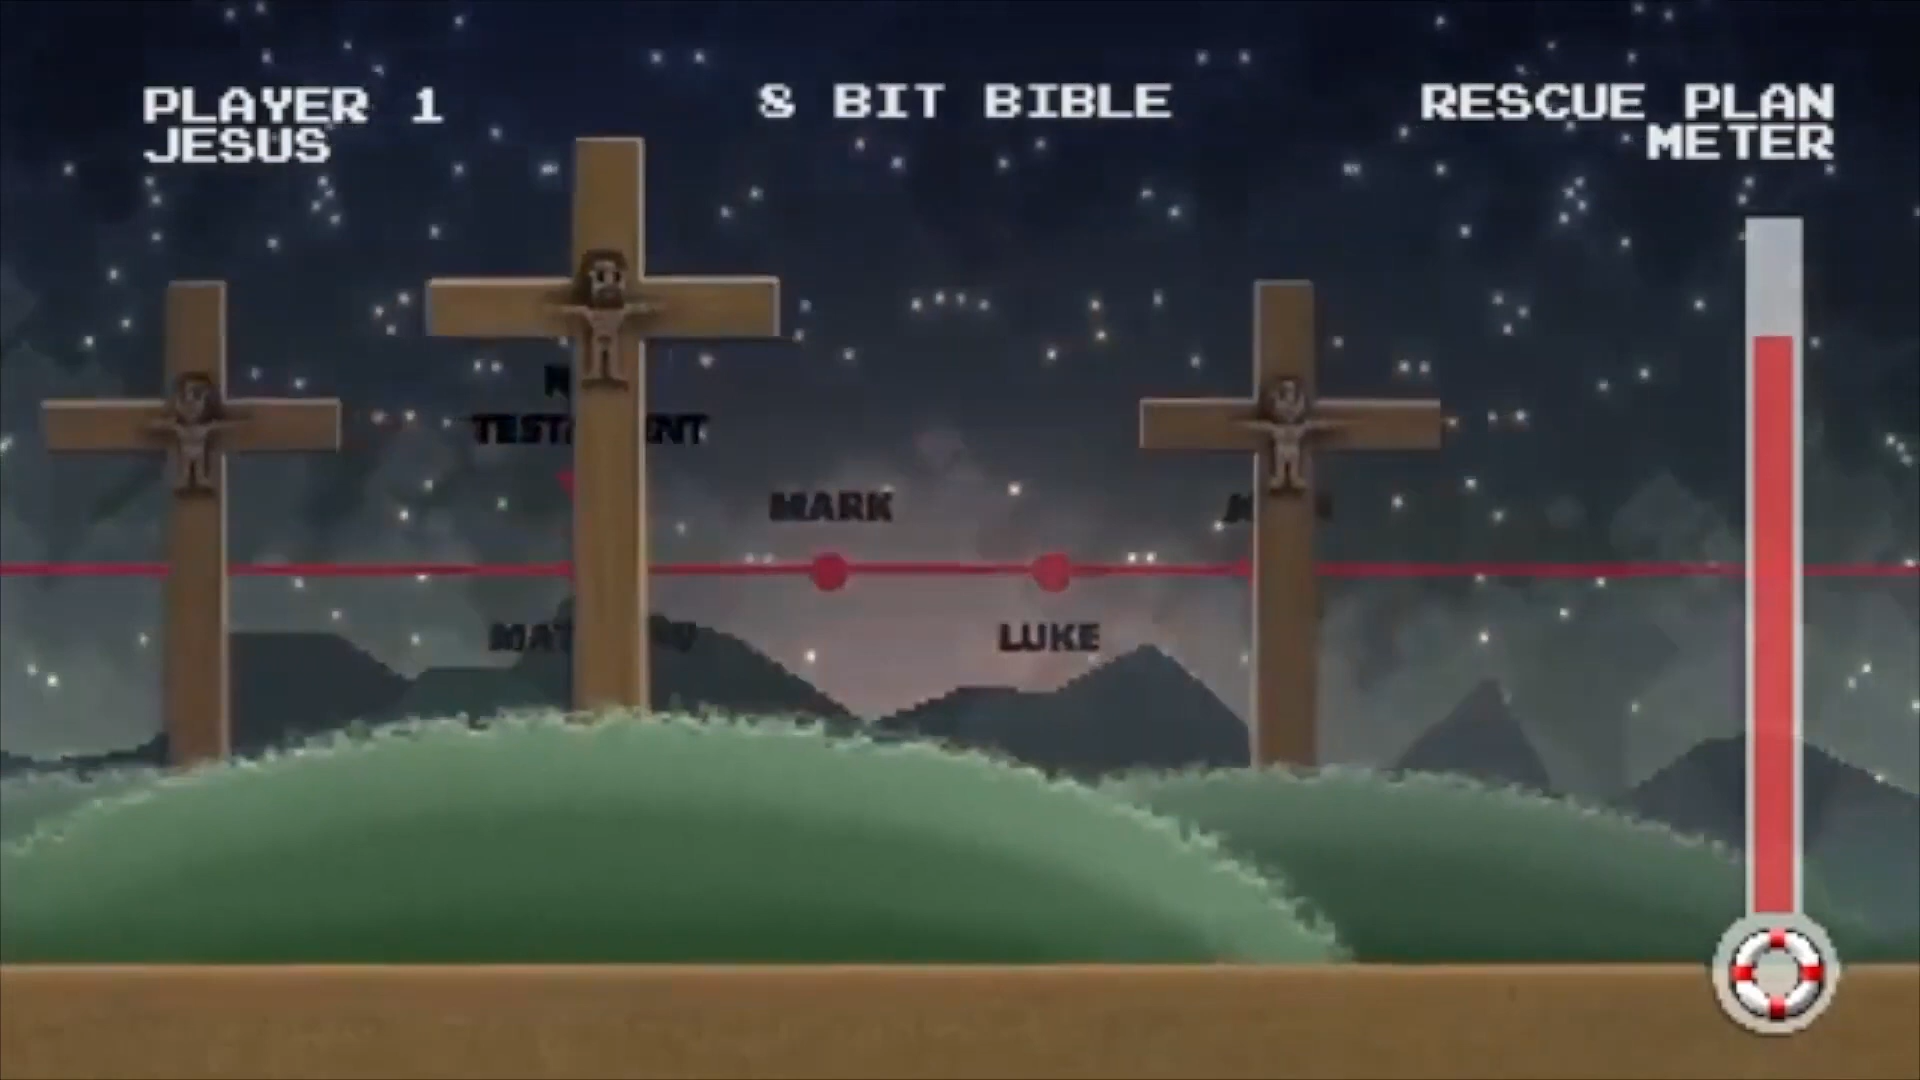 PLAYER 1
JESUS
8 BIT BIBLE
RESCUE PLAN
METER
MARK
LUKE